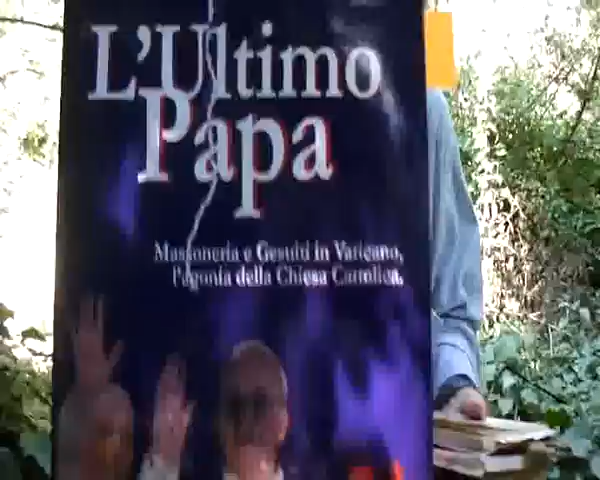 L'Ultimo
Papa
Massoneria e Gesuiti in Vaticano,
l'agonia della Chiesa Cattolica.